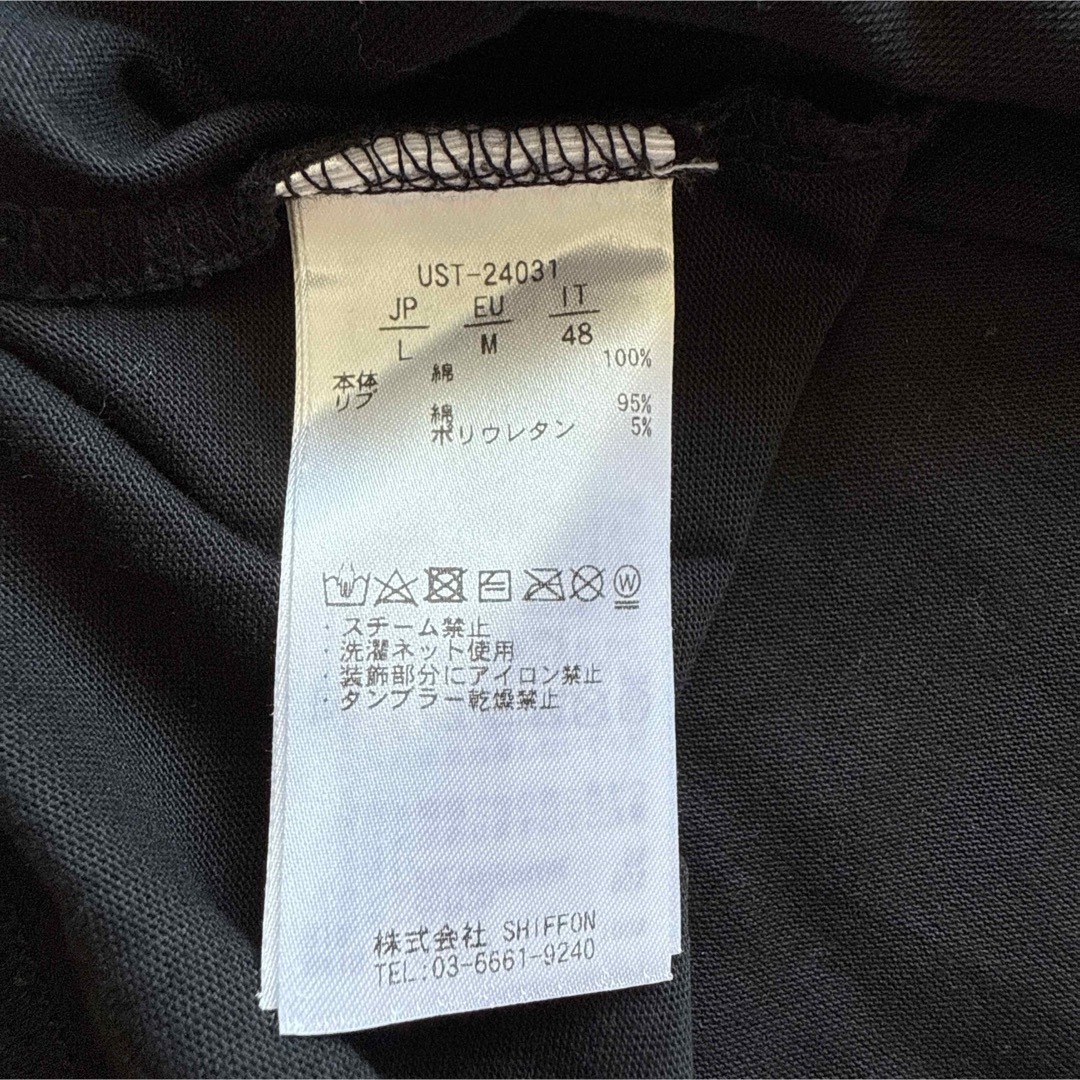 UST-24031
JP EU IT
L M 48
本体 綿 100%
リブ 綿 95%
ポリウレタン 5%
・スチーム禁止
・洗濯ネット使用
・装飾部分にアイロン禁止
・タンブラー乾燥禁止
株式会社 SHIFFON
TEL:03-6661-9240